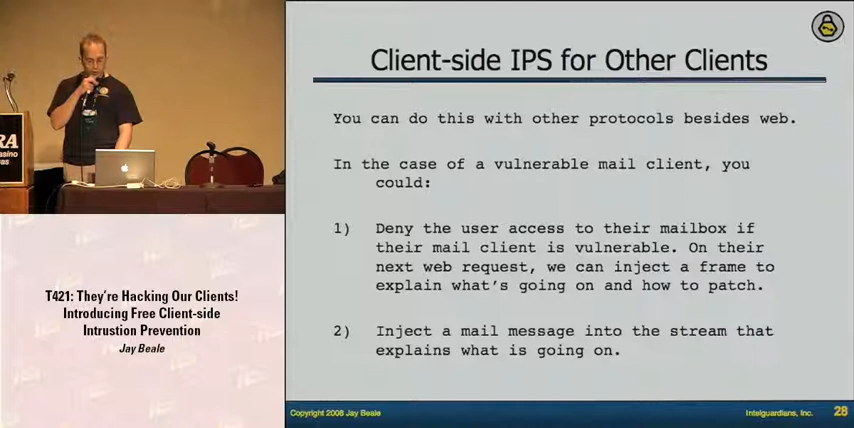 RA
asino
as
T421: They're Hacking Our Clients!
Introducing Free Client-side
Intrustion Prevention
Jay Beale
Client-side IPS for Other Clients
You can do this with other protocols besides web.
In the case of a vulnerable mail client, you
could:
1) Deny the user access to their mailbox if
their mail client is vulnerable. On their
next web request, we can inject a frame to
explain what's going on and how to patch.
2) Inject a mail message into the stream that
explains what is going on.
Copyright 2008 Jay Beale
Intelguardians, Inc. 28